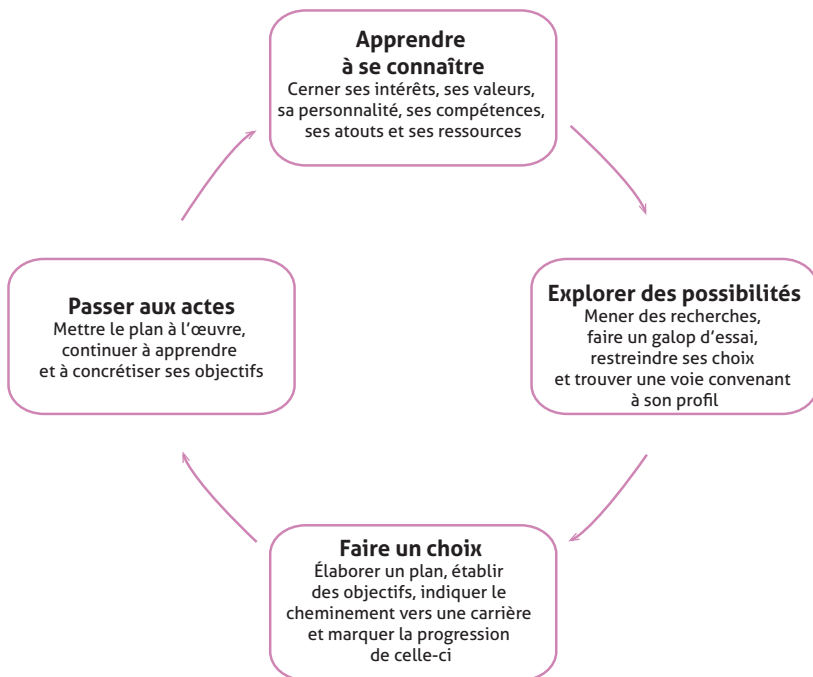 Apprendre
à se connaître
Cerner ses intérêts, ses valeurs,
sa personnalité, ses compétences,
ses atouts et ses ressources
Explorer des possibilités
Mener des recherches,
faire un galop d’essai,
restreindre ses choix
et trouver une voie convenant
à son profil
Faire un choix
Élaborer un plan, établir
des objectifs, indiquer le
cheminement vers une carrière
et marquer la progression
de celle-ci
Passer aux actes
Mettre le plan à l’œuvre,
continuer à apprendre
et à concrétiser ses objectifs